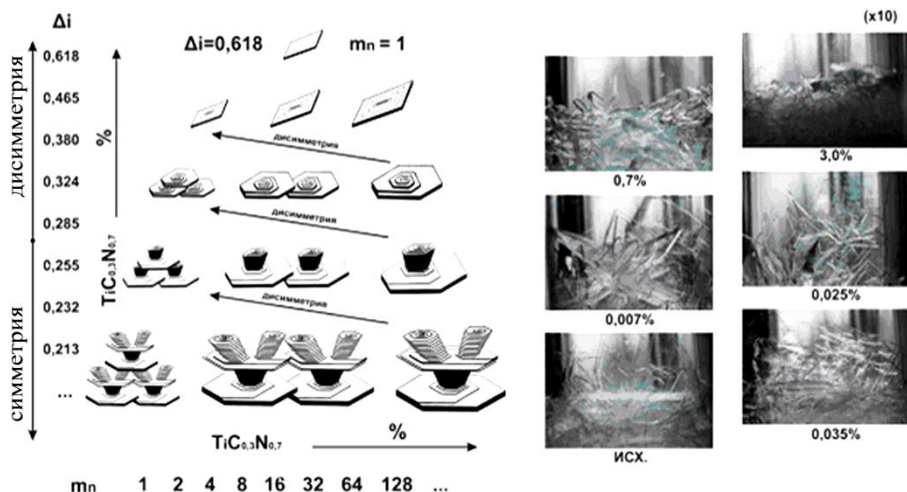 Δi
0,618
0,465
0,380
0,324
0,285
0,255
0,232
0,213
...
дисимметрия
симметрия
%
TiC₀,₃N₀,₇
Δi=0,618
mₙ = 1
дисимметрия
дисимметрия
дисимметрия
TiC₀,₃N₀,₇
%
mₙ 1 2 4 8 16 32 64 128 ...
(x10)
0,7%
3,0%
0,007%
0,025%
ИСХ.
0,035%